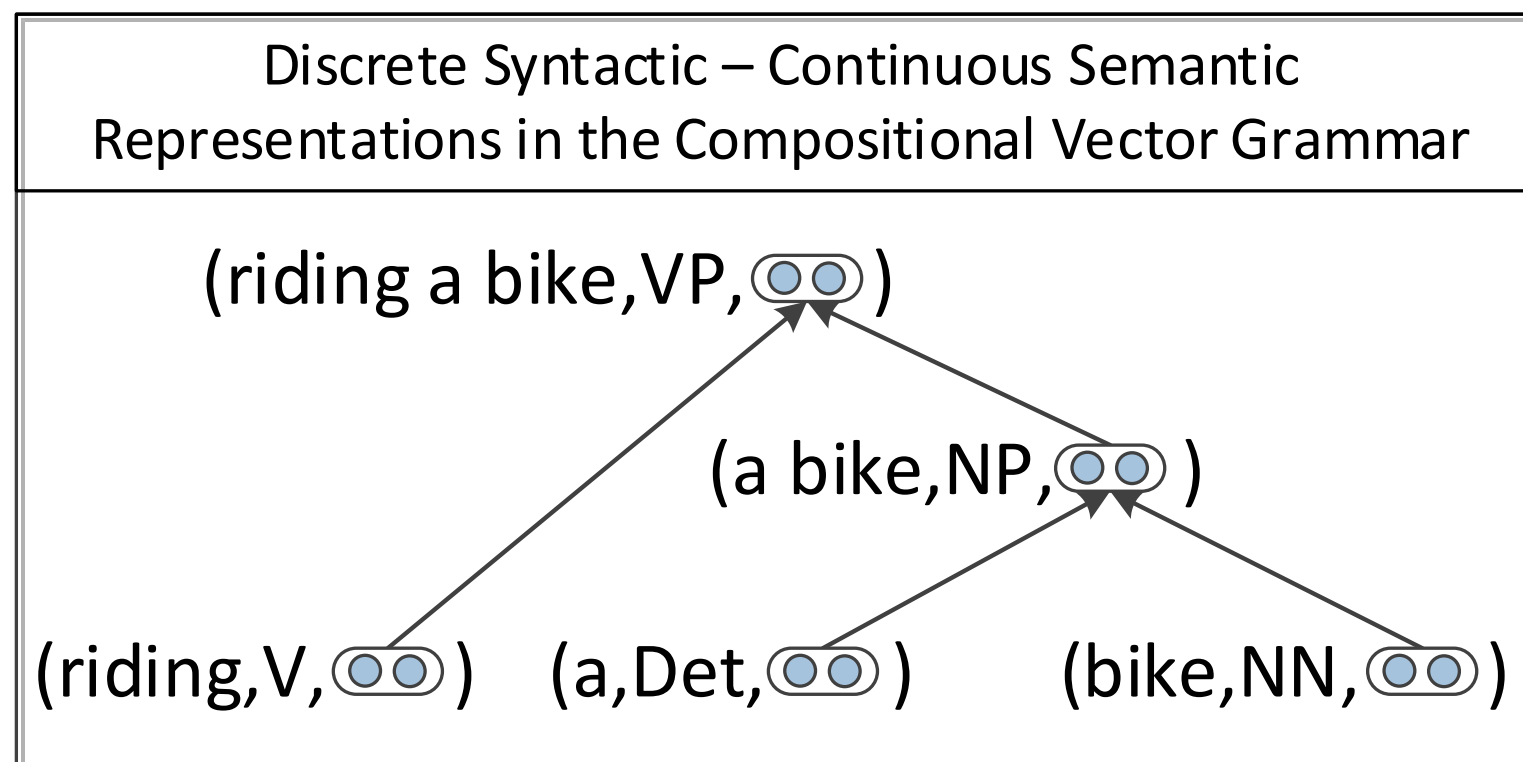 Discrete Syntactic – Continuous Semantic
Representations in the Compositional Vector Grammar
(riding a bike,VP, )
(a bike,NP, )
(riding,V, ) (a,Det, ) (bike,NN, )